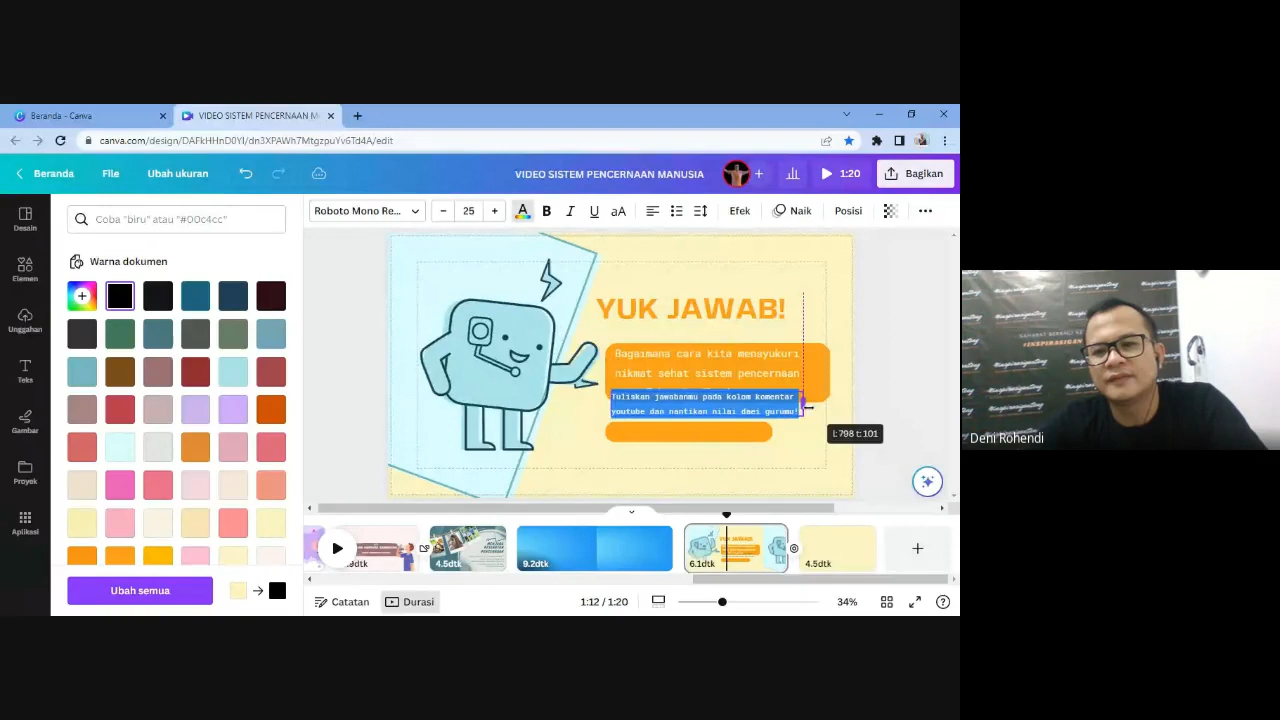 Beranda - Canva
VIDEO SISTEM PENCERNAAN M
canva.com/design/DAFkHHnD0YI/dn3XPAWh7MtgzpuYv6Td4A/edit
Beranda
File
Ubah ukuran
VIDEO SISTEM PENCERNAAN MANUSIA
1:20
Bagikan
Desain
Elemen
Unggahan
Teks
Gambar
Proyek
Aplikasi
Coba "biru" atau "#00c4cc"
Warna dokumen
Ubah semua
Roboto Mono Re...
25
A
B
I
U
aA
Efek
Naik
Posisi
YUK JAWAB!
Bagaimana cara kita mensyukuri
nikmat sehat sistem pencernaan
Tuliskan jawabanmu pada kolom komentar
youtube dan nantikan nilai daei gurumu!
l: 798 t: 101
4.5dtk
9.2dtk
6.1dtk
4.5dtk
Catatan
Durasi
1:12 / 1:20
34%
Deni Rohendi